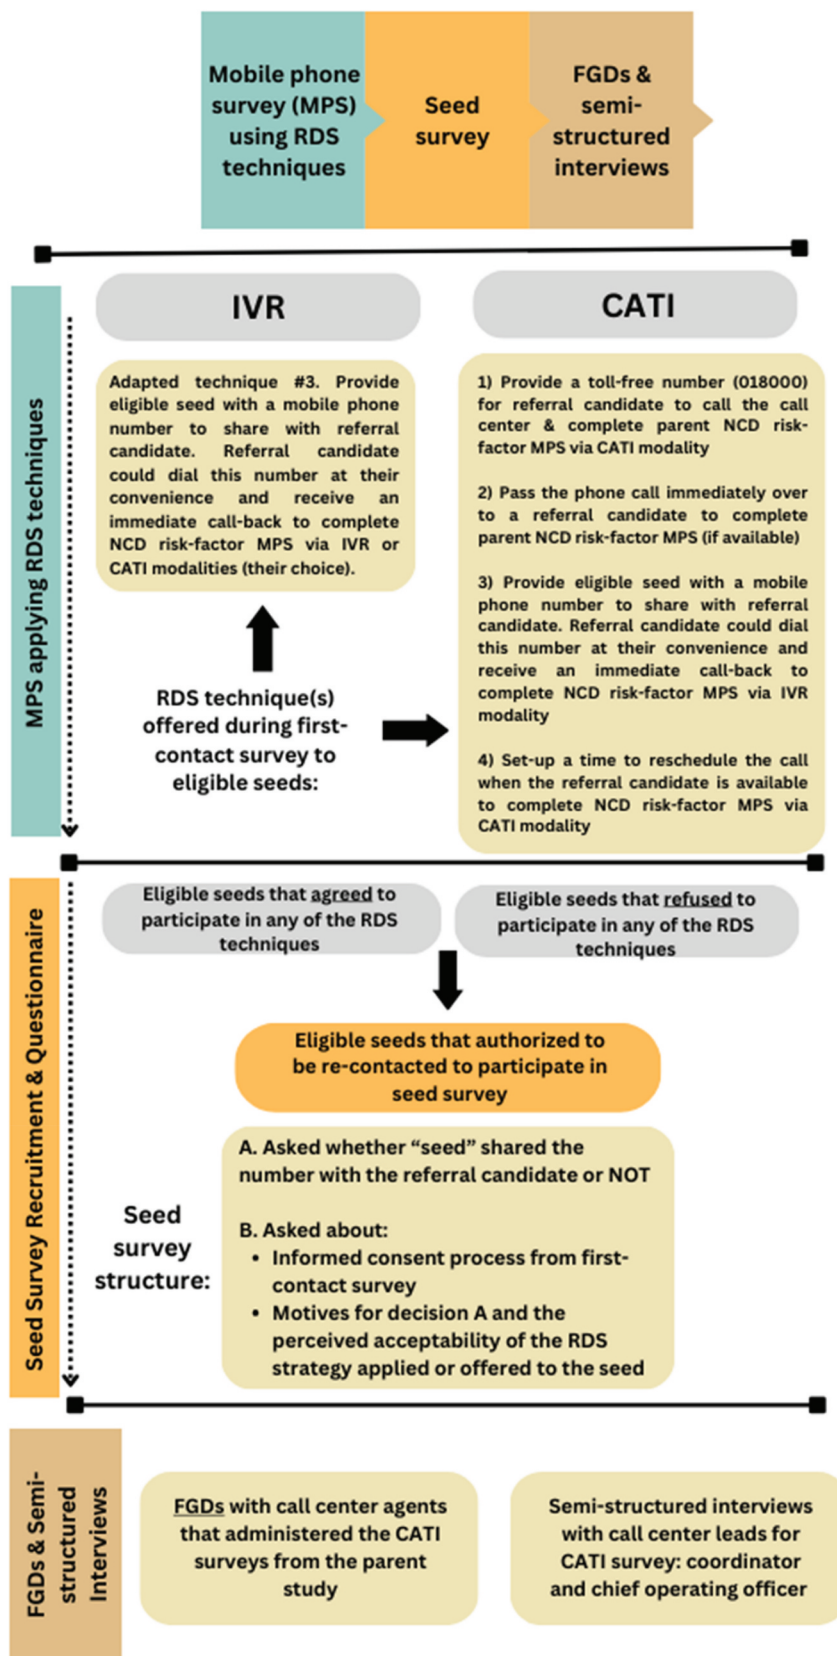 Mobile phone
survey (MPS)
using RDS
techniques
Seed
survey
FGDs &
semi-
structured
interviews
MPS applying RDS techniques
IVR
Adapted technique #3. Provide
eligible seed with a mobile phone
number to share with referral
candidate. Referral candidate
could dial this number at their
convenience and receive an
immediate call-back to complete
NCD risk-factor MPS via IVR or
CATI modalities (their choice).
CATI
1) Provide a toll-free number (018000)
for referral candidate to call the call
center & complete parent NCD risk-
factor MPS via CATI modality
2) Pass the phone call immediately over
to a referral candidate to complete
parent NCD risk-factor MPS (if available)
3) Provide eligible seed with a mobile
phone number to share with referral
candidate. Referral candidate could dial
this number at their convenience and
receive an immediate call-back to
complete NCD risk-factor MPS via IVR
modality
4) Set-up a time to reschedule the call
when the referral candidate is available
to complete NCD risk-factor MPS via
CATI modality
RDS technique(s)
offered during first-
contact survey to
eligible seeds:
Seed Survey Recruitment & Questionnaire
Eligible seeds that agreed to
participate in any of the RDS
techniques
Eligible seeds that refused to
participate in any of the RDS
techniques
Eligible seeds that authorized to
be re-contacted to participate in
seed survey
Seed
survey
structure:
A. Asked whether “seed” shared the
number with the referral candidate or NOT
B. Asked about:
• Informed consent process from first-
contact survey
• Motives for decision A and the
perceived acceptability of the RDS
strategy applied or offered to the seed
FGDs & Semi-
structured
Interviews
FGDs with call center agents
that administered the CATI
surveys from the parent
study
Semi-structured interviews
with call center leads for
CATI survey: coordinator
and chief operating officer